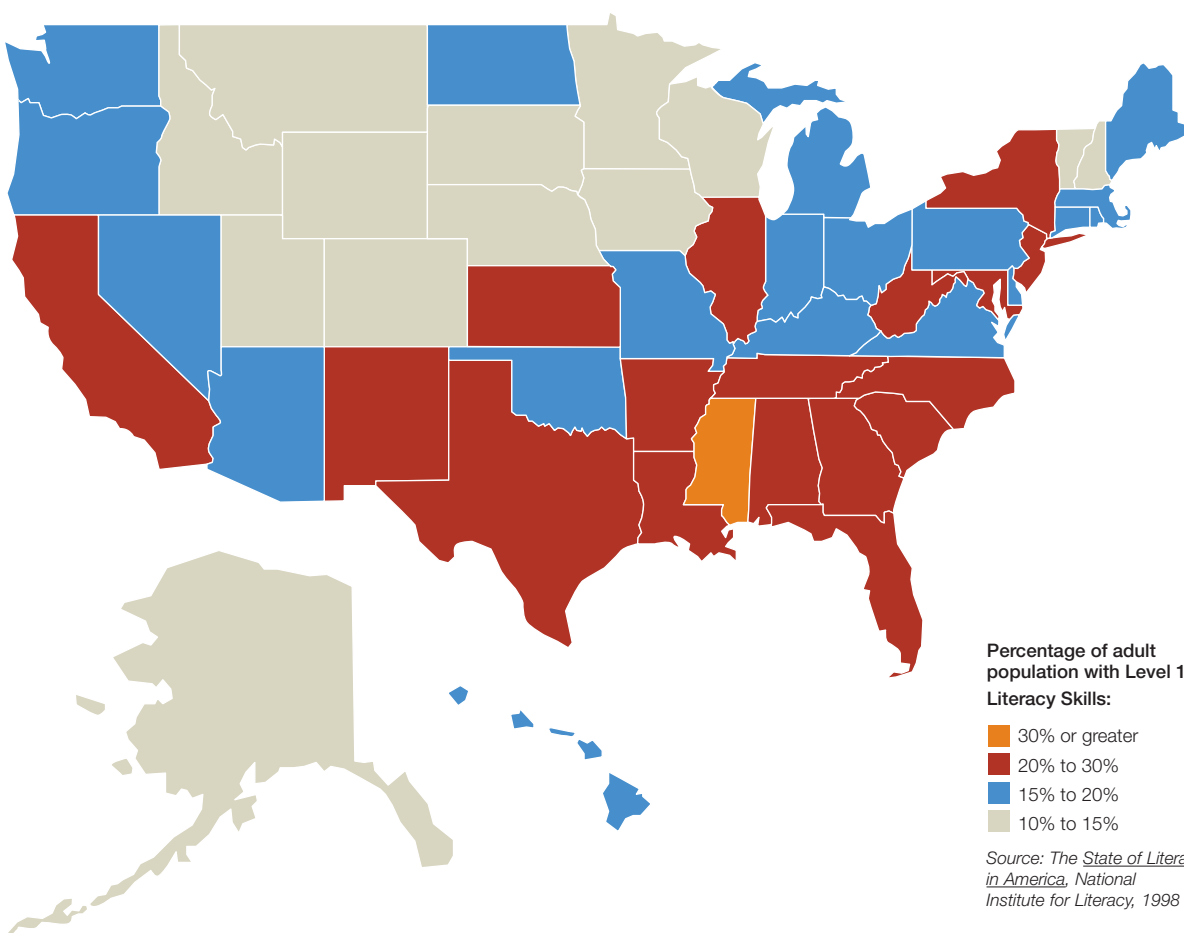 Percentage of adult
population with Level 1
Literacy Skills:
30% or greater
20% to 30%
15% to 20%
10% to 15%
Source: The State of Litera
in America, National
Institute for Literacy, 1998